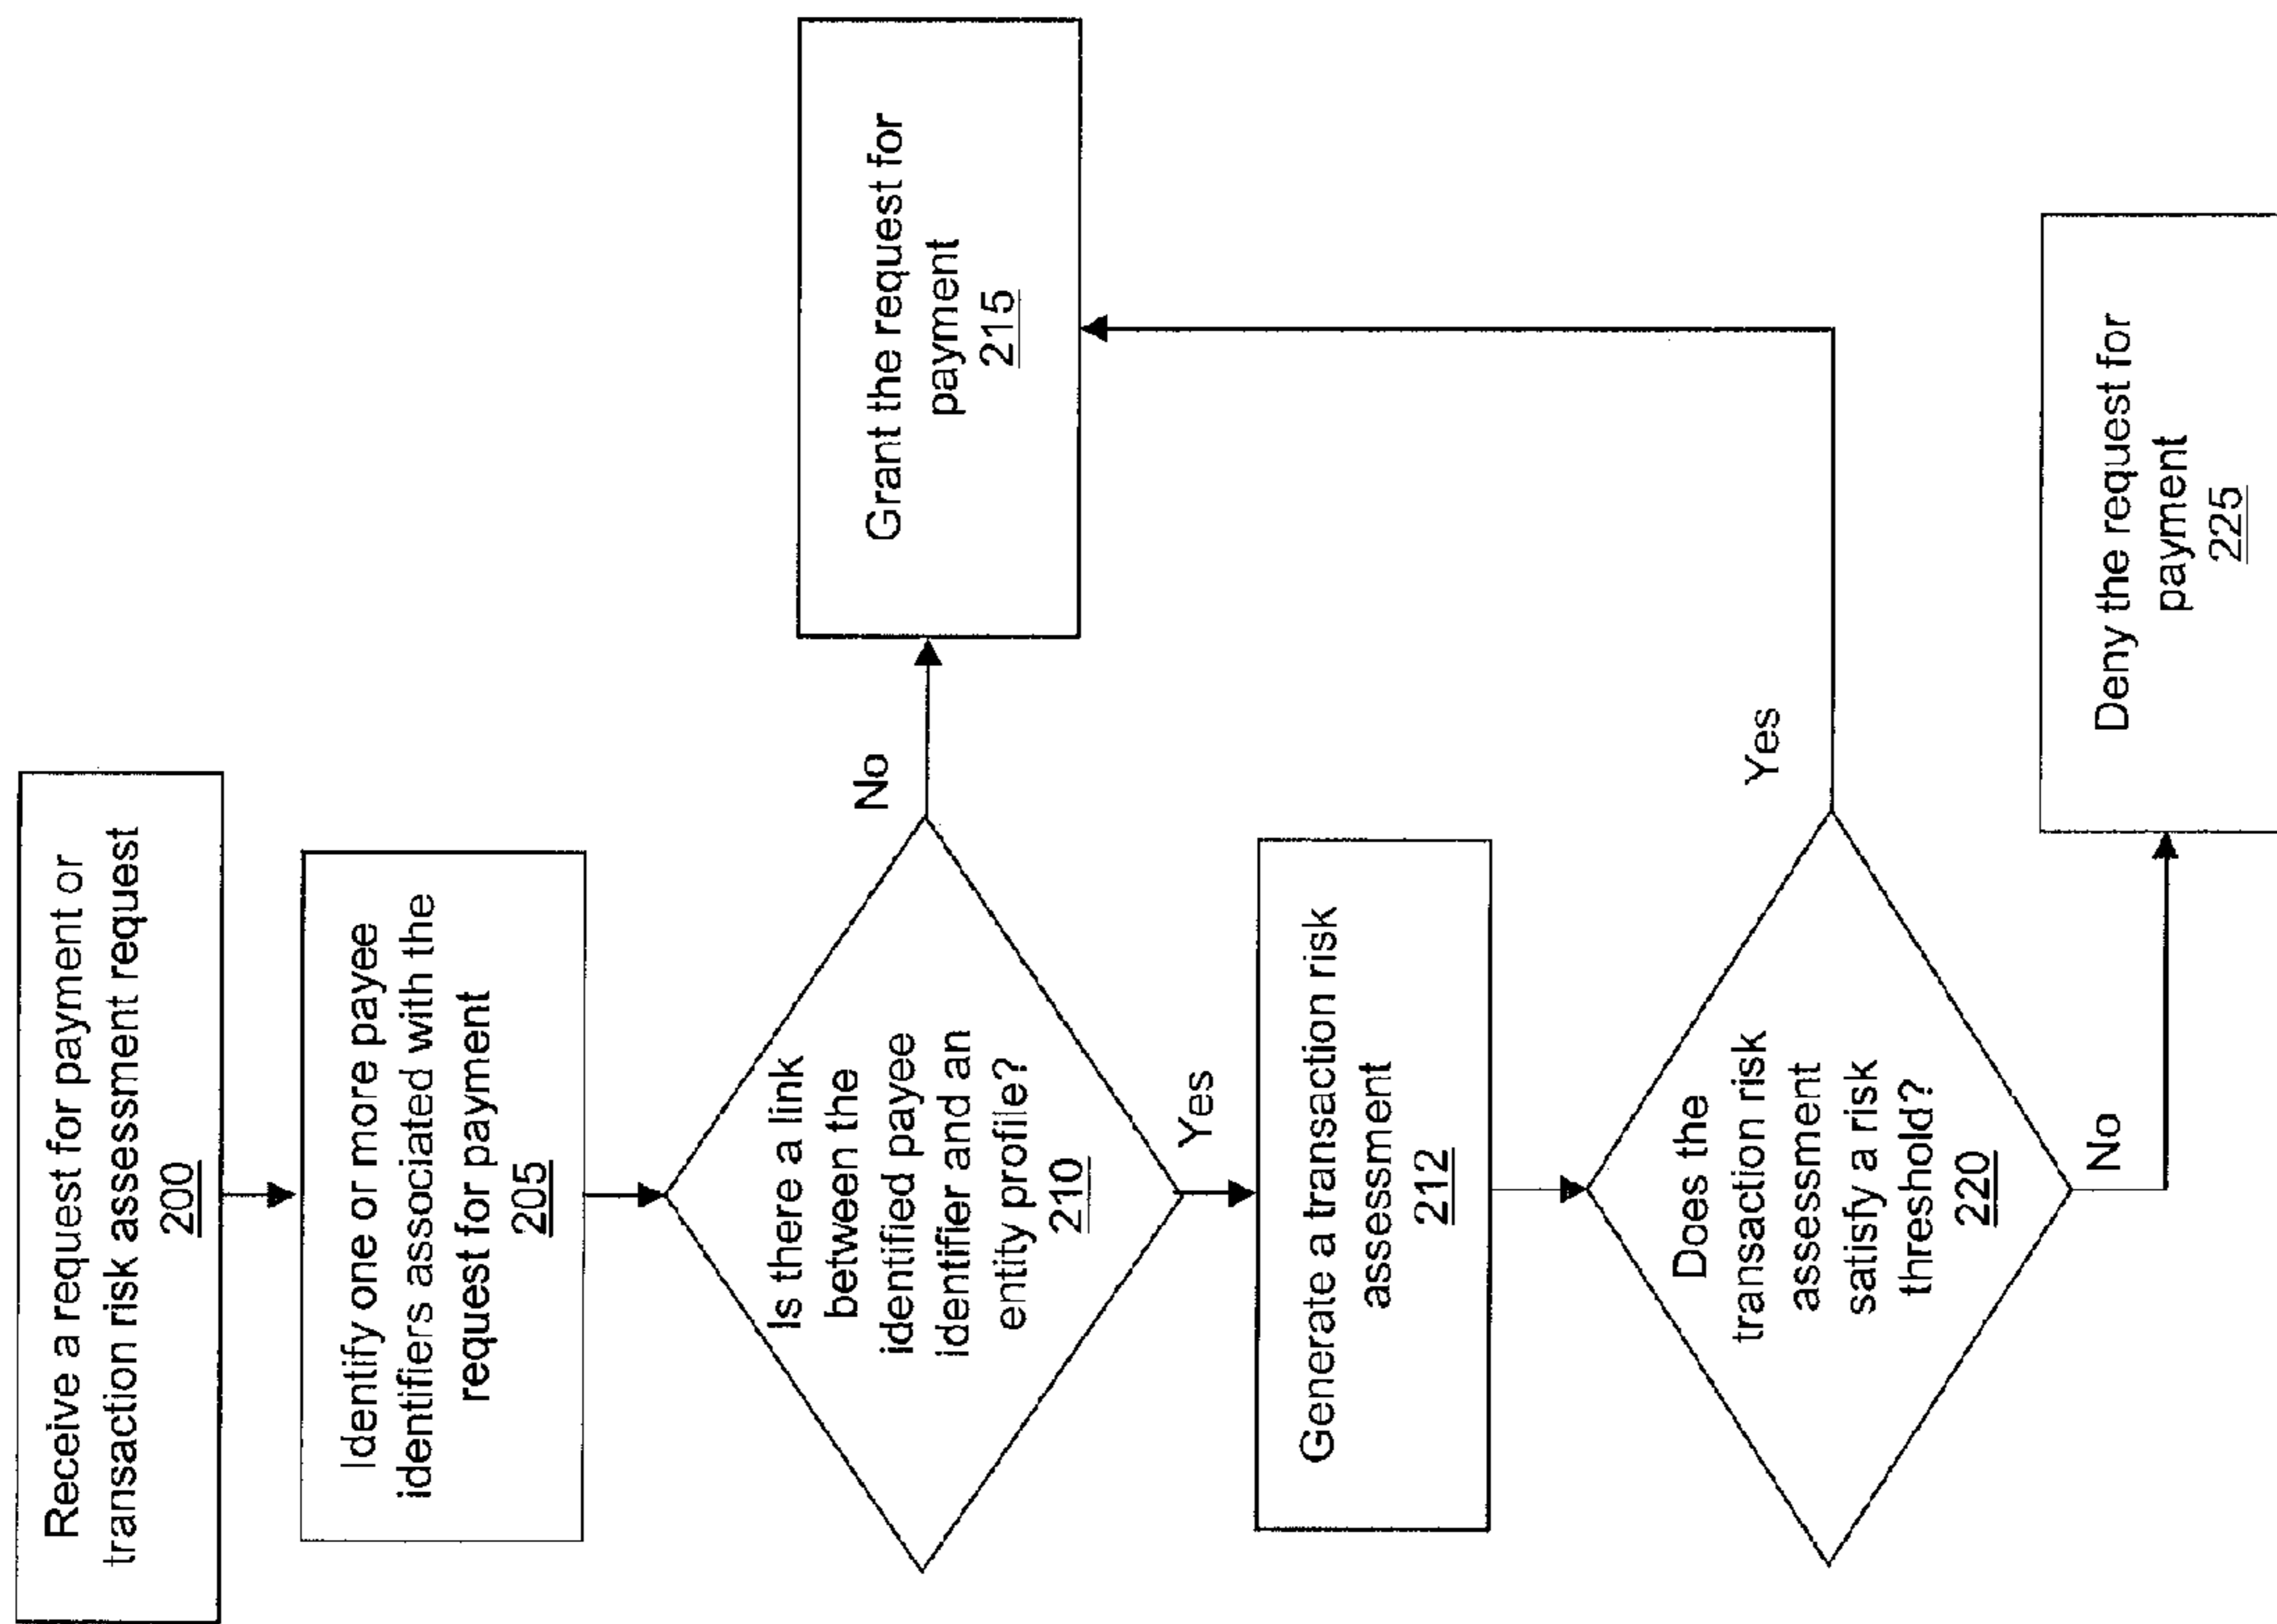 Receive a request for payment or
transaction risk assessment request
200
Identify one or more payee
identifiers associated with the
request for payment
205
Is there a link
between the
identified payee
identifier and an
entity profile?
210
No
Grant the request for
payment
215
Yes
Generate a transaction risk
assessment
212
Does the
transaction risk
assessment
satisfy a risk
threshold?
220
Yes
No
Deny the request for
payment
225